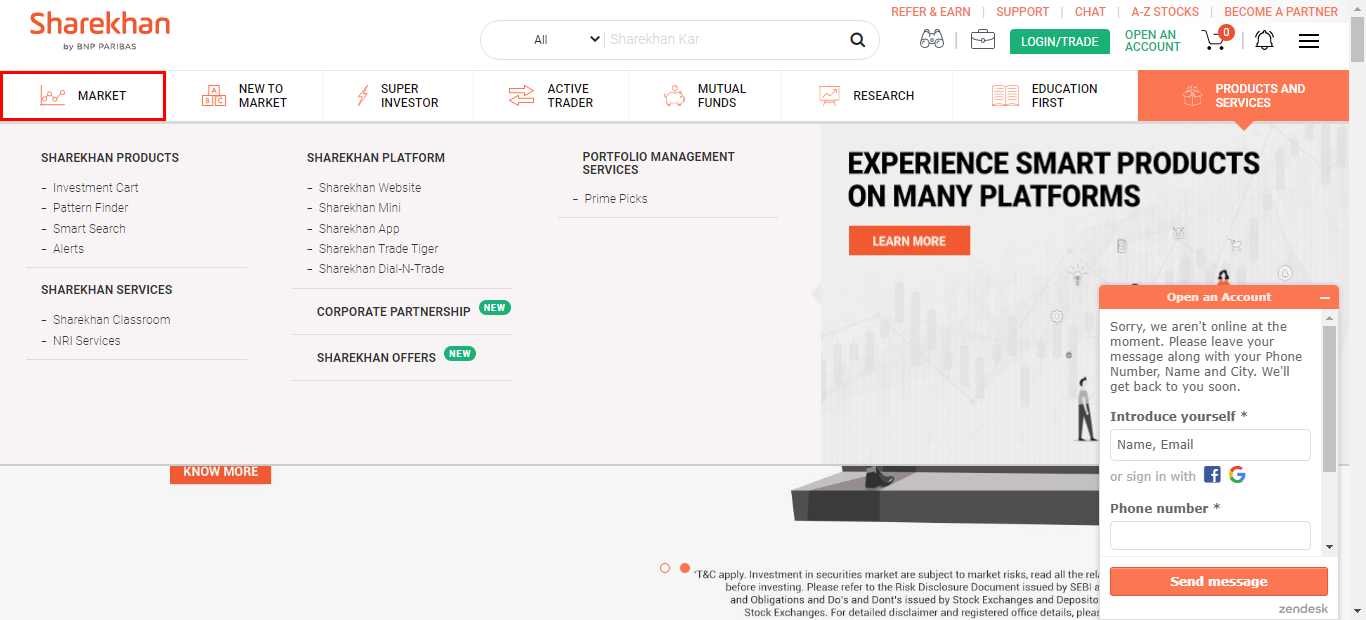 REFER & EARN | SUPPORT | CHAT | A-Z STOCKS | BECOME A PARTNER
Sharekhan
by BNP PARIBAS
All
Sharekhan Kar
LOGIN/TRADE
OPEN AN
ACCOUNT
0
MARKET
NEW TO
MARKET
SUPER
INVESTOR
ACTIVE
TRADER
MUTUAL
FUNDS
RESEARCH
EDUCATION
FIRST
PRODUCTS AND
SERVICES
SHAREKHAN PRODUCTS
- Investment Cart
- Pattern Finder
- Smart Search
- Alerts
SHAREKHAN SERVICES
- Sharekhan Classroom
- NRI Services
SHAREKHAN PLATFORM
- Sharekhan Website
- Sharekhan Mini
- Sharekhan App
- Sharekhan Trade Tiger
- Sharekhan Dial-N-Trade
CORPORATE PARTNERSHIP NEW
SHAREKHAN OFFERS NEW
PORTFOLIO MANAGEMENT
SERVICES
- Prime Picks
EXPERIENCE SMART PRODUCTS
ON MANY PLATFORMS
LEARN MORE
KNOW MORE
*T&C apply. Investment in securities market are subject to market risks, read all the
before investing. Please refer to the Risk Disclosure Document issued by SEBI
and Obligations and Do's and Dont's issued by Stock Exchanges and
Stock Exchanges. For detailed disclaimer and registered office details,
Open an Account
Sorry, we aren't online at the
moment. Please leave your
message along with your Phone
Number, Name and City. We'll
get back to you soon.
Introduce yourself *
Name, Email
or sign in with
Phone number *
Send message
zendesk